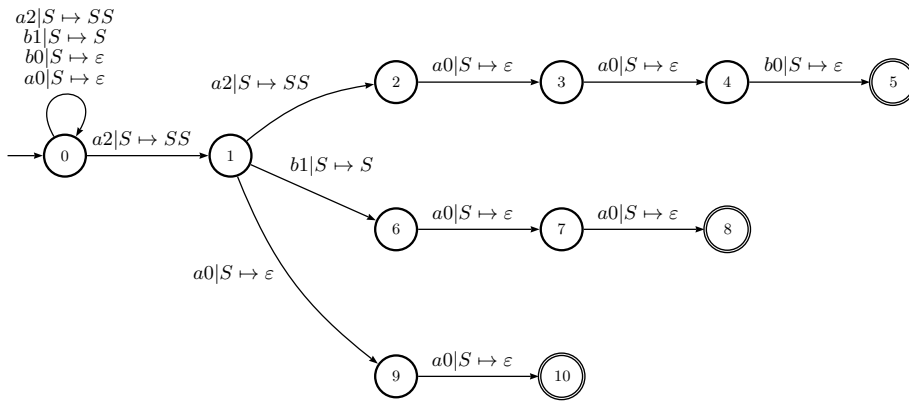 a2|S ↦ SS
b1|S ↦ S
b0|S ↦ ε
a0|S ↦ ε
0
a2|S ↦ SS
1
a2|S ↦ SS
2
a0|S ↦ ε
3
a0|S ↦ ε
4
b0|S ↦ ε
5
b1|S ↦ S
6
a0|S ↦ ε
7
a0|S ↦ ε
8
a0|S ↦ ε
9
a0|S ↦ ε
10